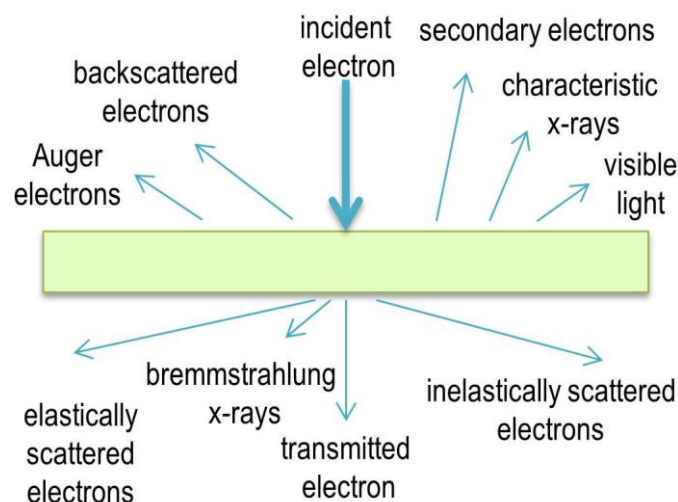 incident
electron
secondary electrons
backscattered
electrons
characteristic
x-rays
Auger
electrons
visible
light
bremmstrahlung
x-rays
inelastically scattered
electrons
elastically
scattered
electrons
transmitted
electron